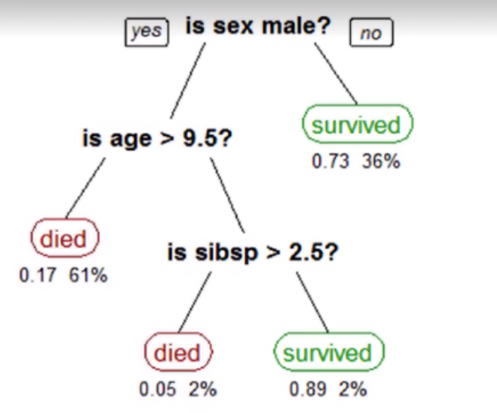 yes is sex male? no
survived
0.73 36%
is age > 9.5?
died
0.17 61%
is sibsp > 2.5?
died survived
0.05 2% 0.89 2%